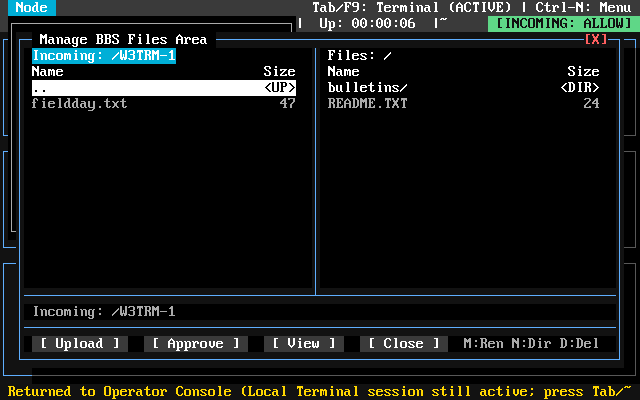 Node Tab/F9: Terminal (ACTIVE) | Ctrl-N: Menu
| Up: 00:00:06 |~ [INCOMING: ALLOW]
Manage BBS Files Area [X]
Incoming: /W3TRM-1 Files: /
Name Size Name Size
.. <UP> bulletins/ <DIR>
fieldday.txt 47 README.TXT 24
Incoming: /W3TRM-1
[ Upload ] [ Approve ] [ View ] [ Close ] M:Ren N:Dir D:Del
Returned to Operator Console (Local Terminal session still active; press Tab/~